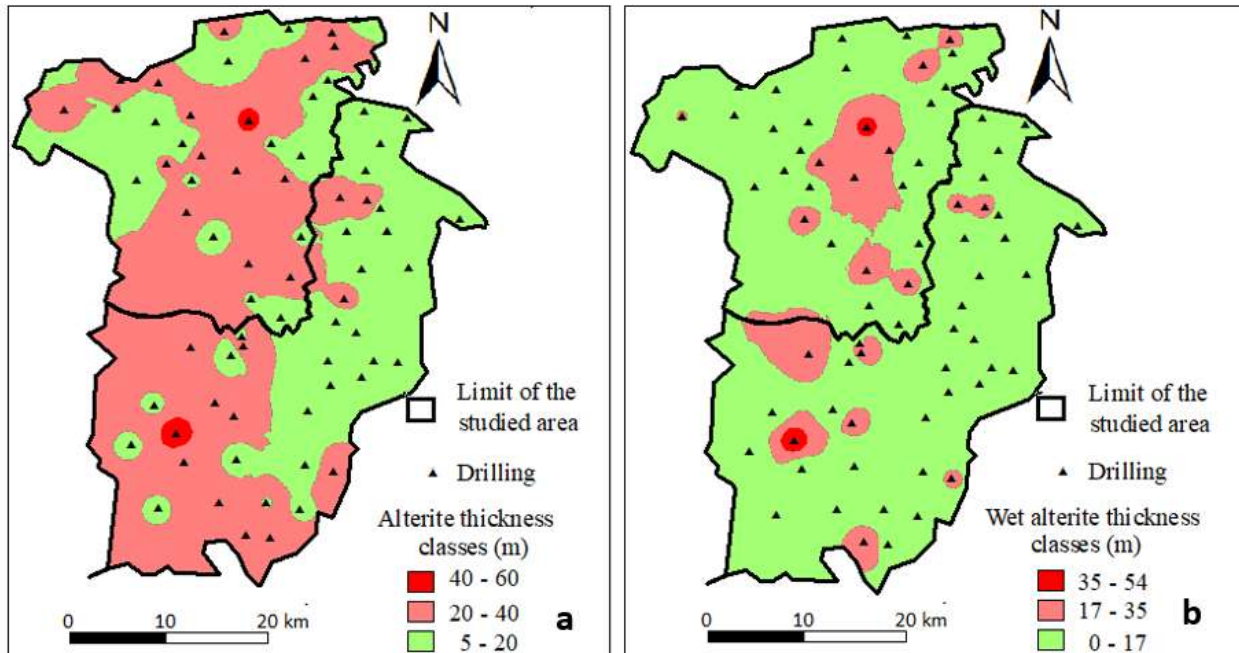 N
Limit of the
studied area
Drilling
Alterite thickness
classes (m)
40 - 60
20 - 40
5 - 20
0 10 20 km
a
N
Limit of the
studied area
Drilling
Wet alterite thickness
classes (m)
35 - 54
17 - 35
0 - 17
0 10 20 km
b